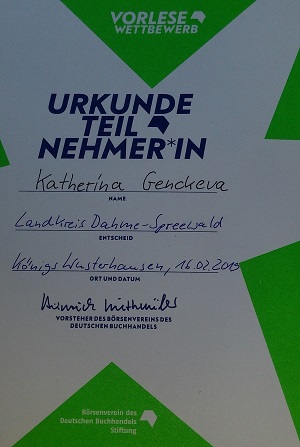 VORLESE
WETTBEWERB
URKUNDE
TEIL
NEHMER*IN
Katherina Genckeva
NAME
Landkreis Dahme-Spreewald
ENTSCHEID
Königs Wusterhausen, 16.02.2019
ORT UND DATUM
VORSTEHER DES BÖRSENVEREINS DES
DEUTSCHEN BUCHHANDELS
Börsenverein des
Deutschen Buchhandels
Stiftung